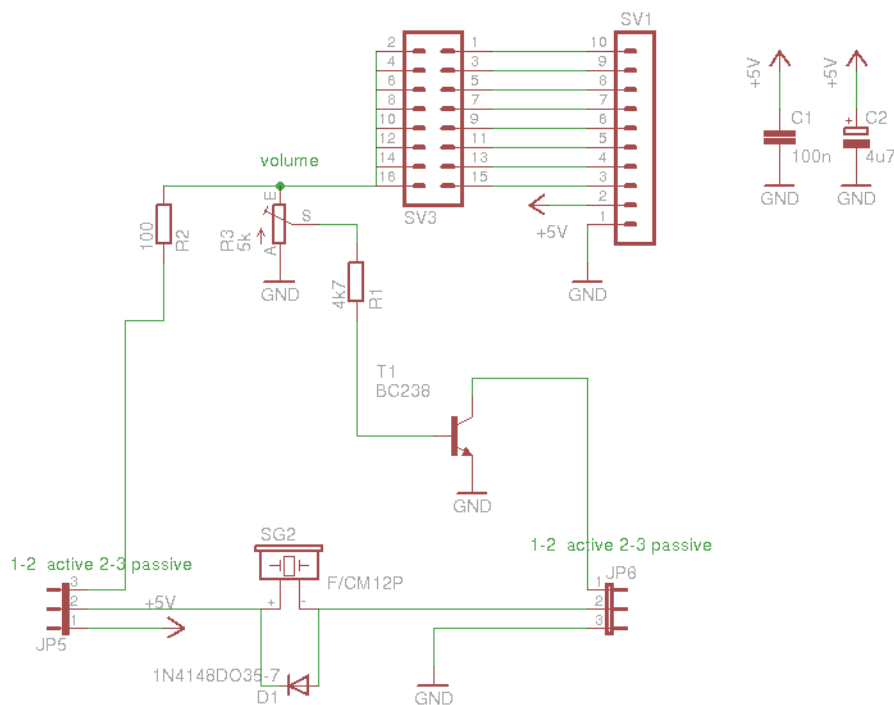 SV1
2 1 10
4 3 9
6 5 8
8 7 7
10 9 6
12 11 5
14 13 4
16 15 3
2
1
SV3
+5V
GND
+5V
C1
100n
GND
+5V
+
C2
4u7
GND
volume
100
R2
R3
5k
E
S
A
GND
4k7
R1
T1
BC238
GND
1-2 active 2-3 passive
3
2
1
JP5
+5V
SG2
F/CM12P
+ -
1N4148DO35-7
D1
GND
1-2 active 2-3 passive
JP6
1
2
3